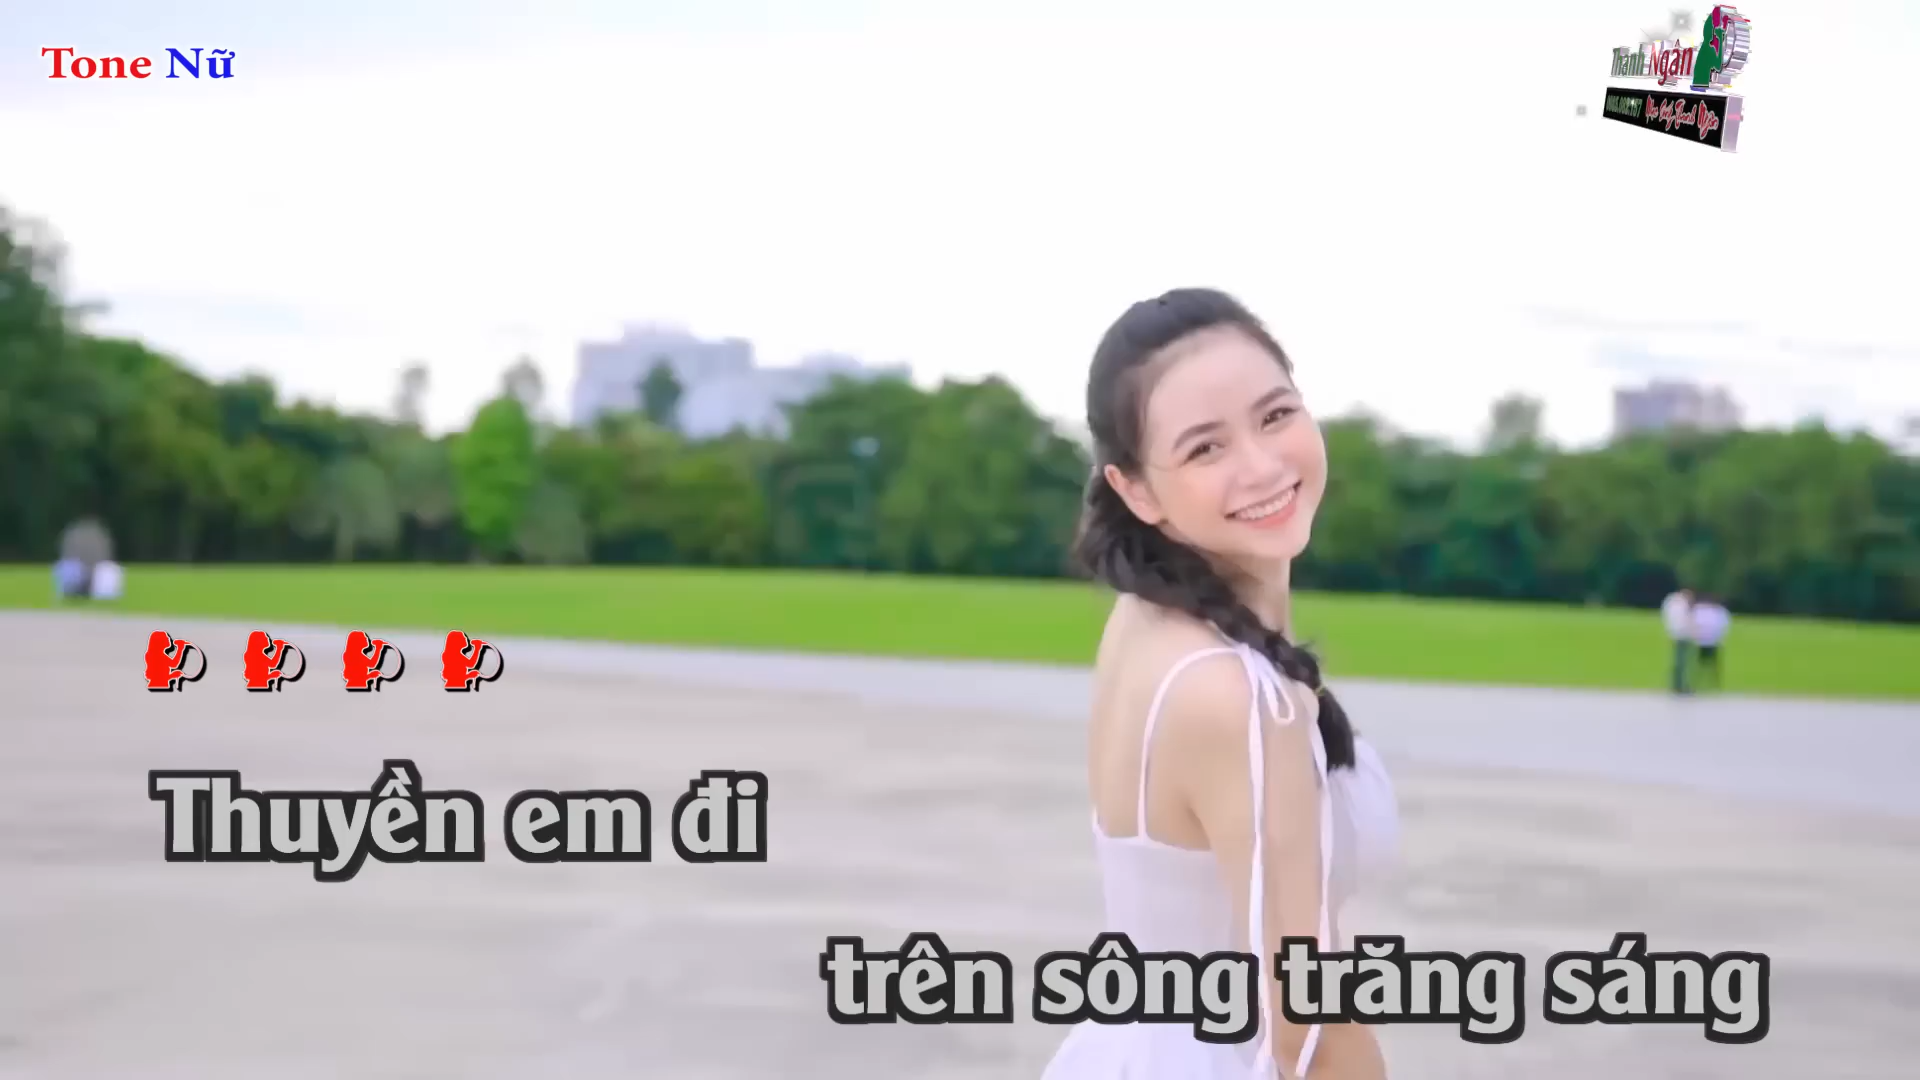 Tone Nữ
Thanh Ngân
Thuyền em đi
trên sông trăng sáng